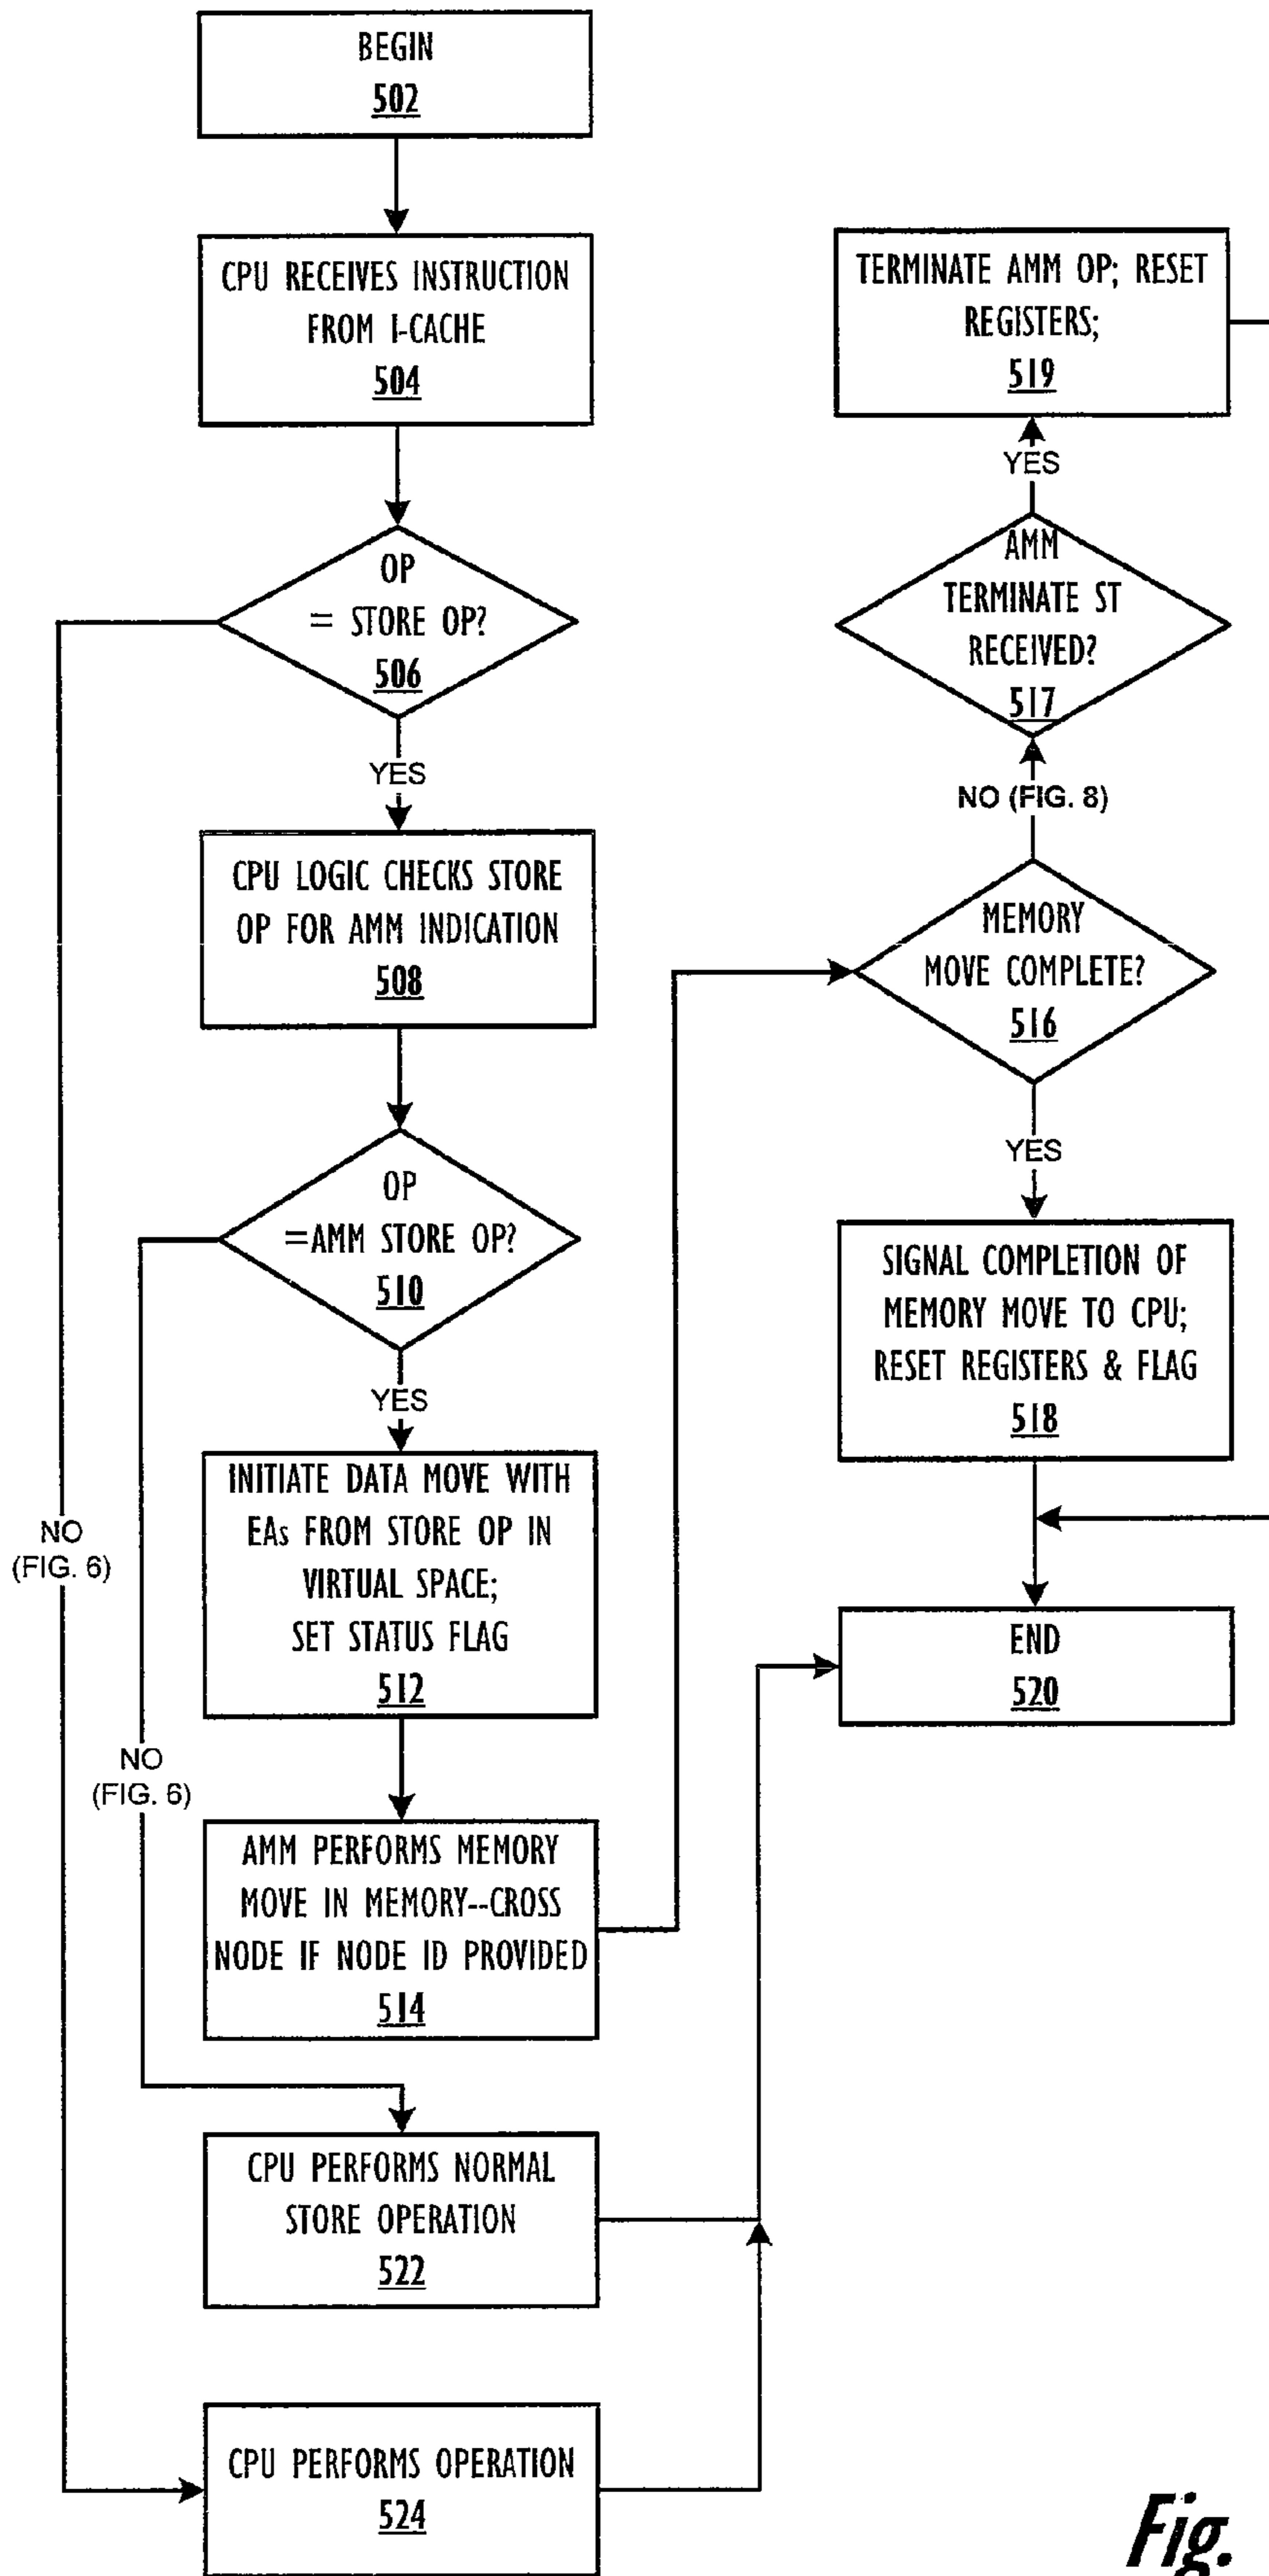 BEGIN
502
CPU RECEIVES INSTRUCTION
FROM I-CACHE
504
OP
= STORE OP?
506
YES
CPU LOGIC CHECKS STORE
OP FOR AMM INDICATION
508
OP
=AMM STORE OP?
510
YES
INITIATE DATA MOVE WITH
EAs FROM STORE OP IN
VIRTUAL SPACE;
SET STATUS FLAG
512
NO
(FIG. 6)
NO
(FIG. 6)
AMM PERFORMS MEMORY
MOVE IN MEMORY--CROSS
NODE IF NODE ID PROVIDED
514
CPU PERFORMS NORMAL
STORE OPERATION
522
CPU PERFORMS OPERATION
524
TERMINATE AMM OP; RESET
REGISTERS;
519
YES
AMM
TERMINATE ST
RECEIVED?
517
NO (FIG. 8)
MEMORY
MOVE COMPLETE?
516
YES
SIGNAL COMPLETION OF
MEMORY MOVE TO CPU;
RESET REGISTERS & FLAG
518
END
520
Fig.